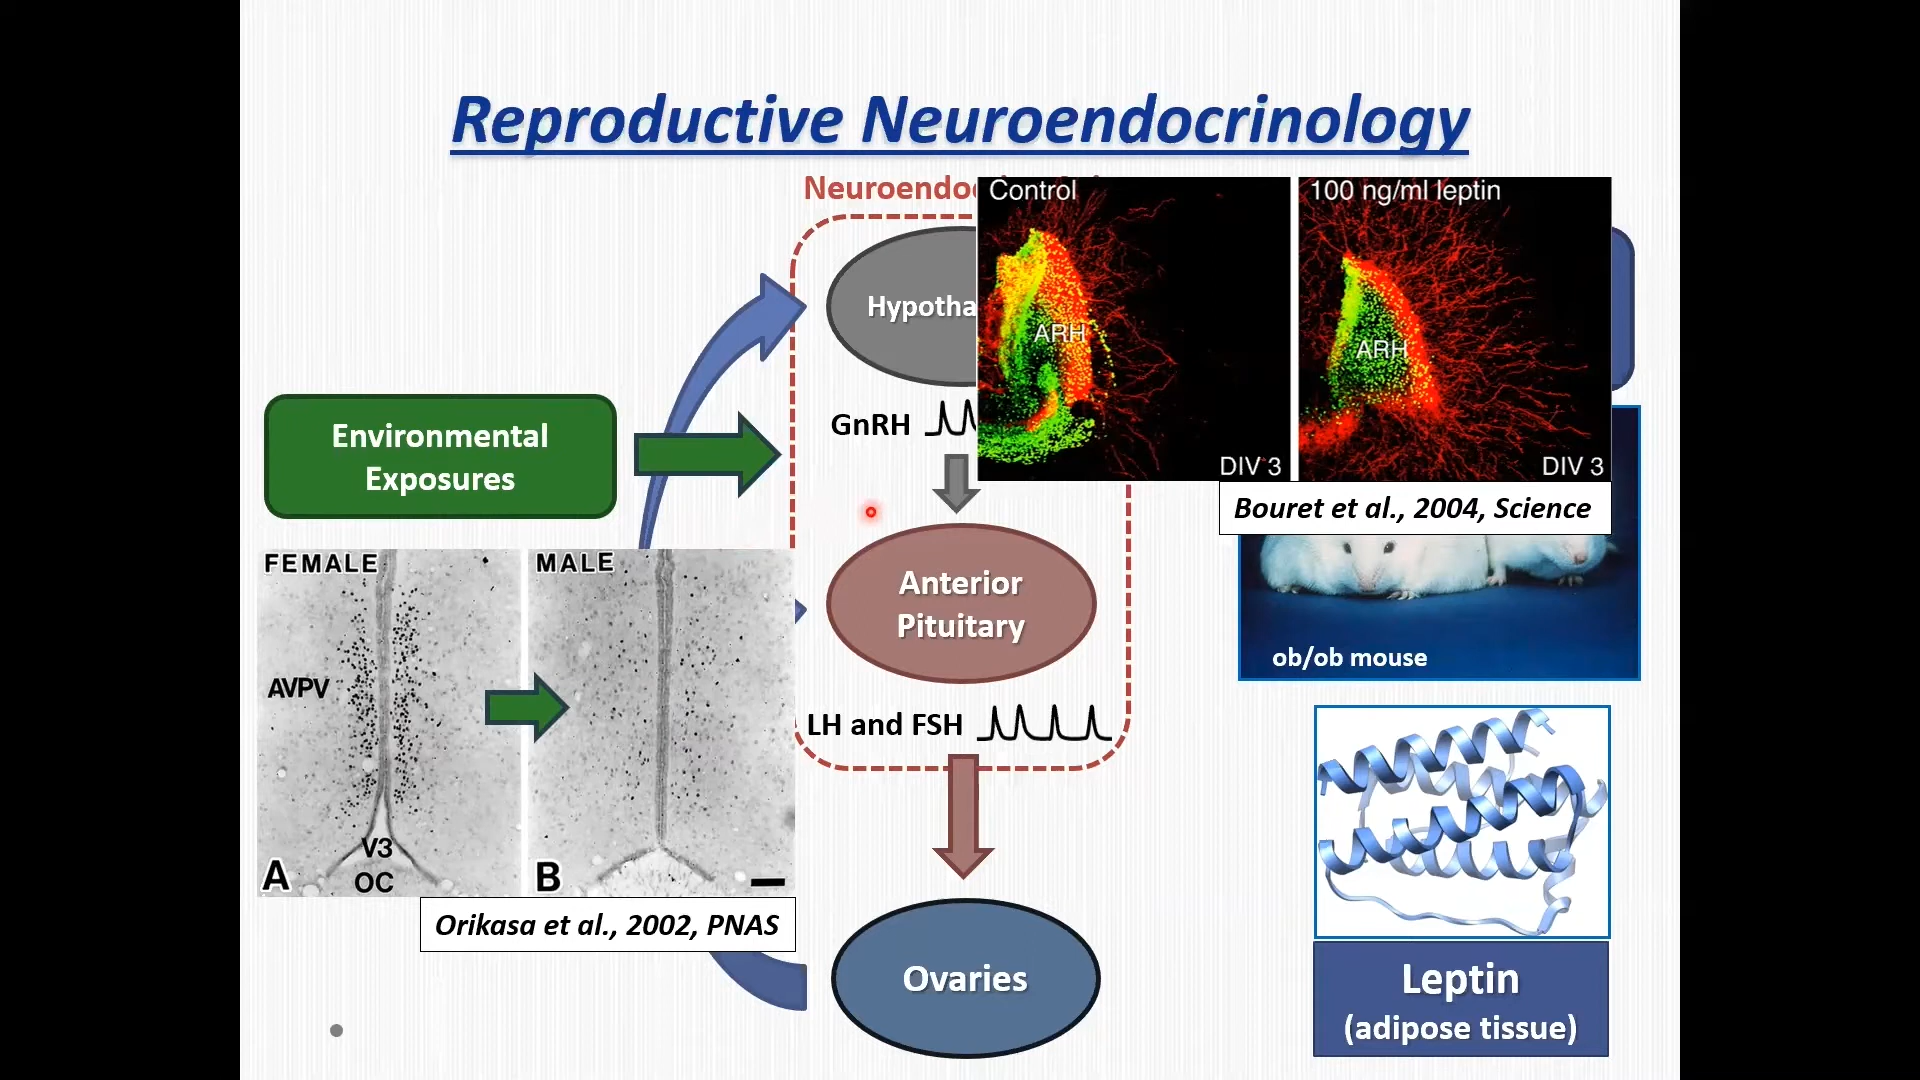 Reproductive Neuroendocrinology
Control
100 ng/ml leptin
ARH
ARH
GnRH
DIV 3
DIV 3
Bouret et al., 2004, Science
Environmental
Exposures
FEMALE
MALE
AVPV
V3
OC
A
B
Orikasa et al., 2002, PNAS
Anterior
Pituitary
LH and FSH
Ovaries
ob/ob mouse
Leptin
(adipose tissue)